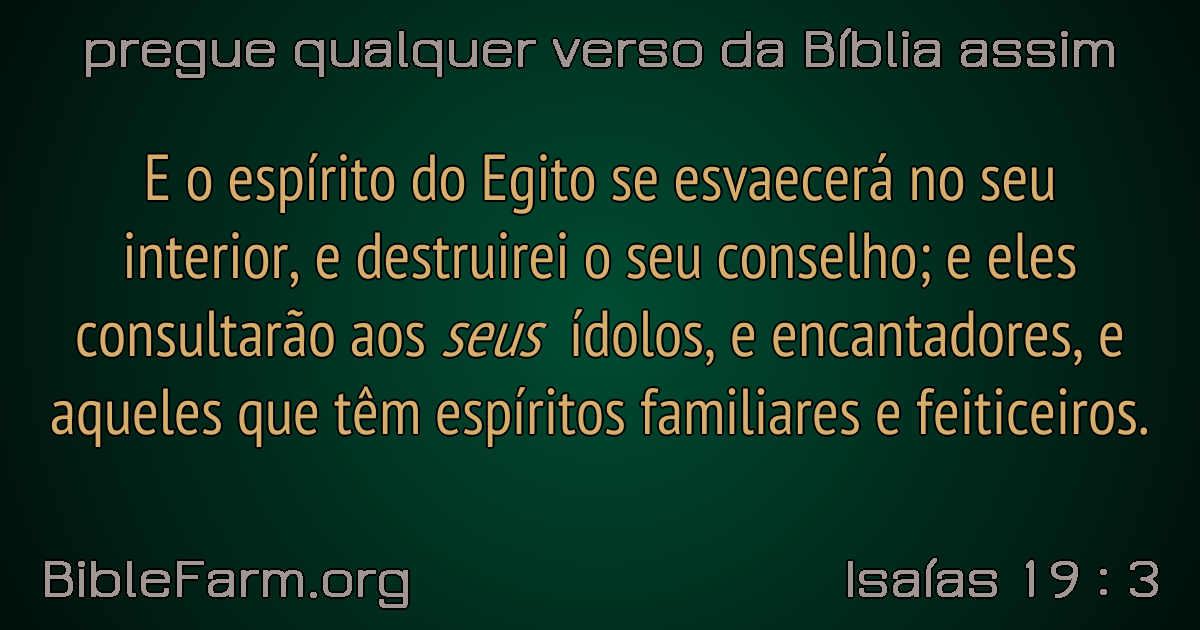 pregue qualquer verso da Bíblia assim
E o espírito do Egito se esvaecerá no seu
interior, e destruirei o seu conselho; e eles
consultarão aos seus ídolos, e encantadores, e
aqueles que têm espíritos familiares e feiticeiros.
BibleFarm.org
Isaías 19 : 3